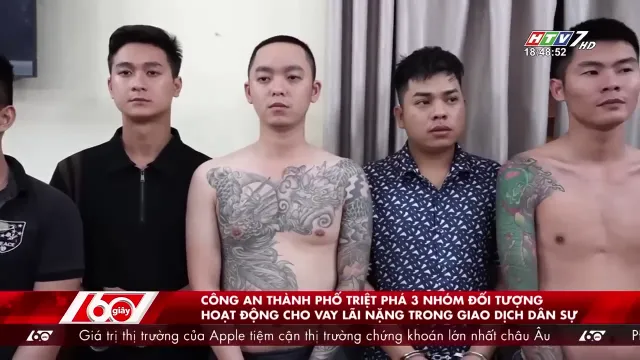 HTV7 HD
18:48:52
60 giây
CÔNG AN THÀNH PHỐ TRIỆT PHÁ 3 NHÓM ĐỐI TƯỢNG
HOẠT ĐỘNG CHO VAY LÃI NẶNG TRONG GIAO DỊCH DÂN SỰ
60s
Giá trị thị trường của Apple tiệm cận thị trường chứng khoán lớn nhất châu Âu
60s
P